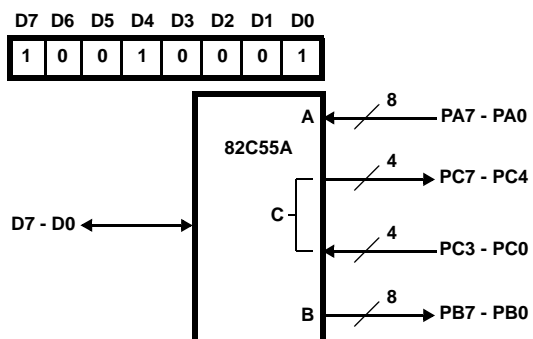 D7 D6 D5 D4 D3 D2 D1 D0
1 0 0 1 0 0 0 1
A 8 PA7 - PA0
82C55A
4 PC7 - PC4
D7 - D0 C
4 PC3 - PC0
B 8 PB7 - PB0